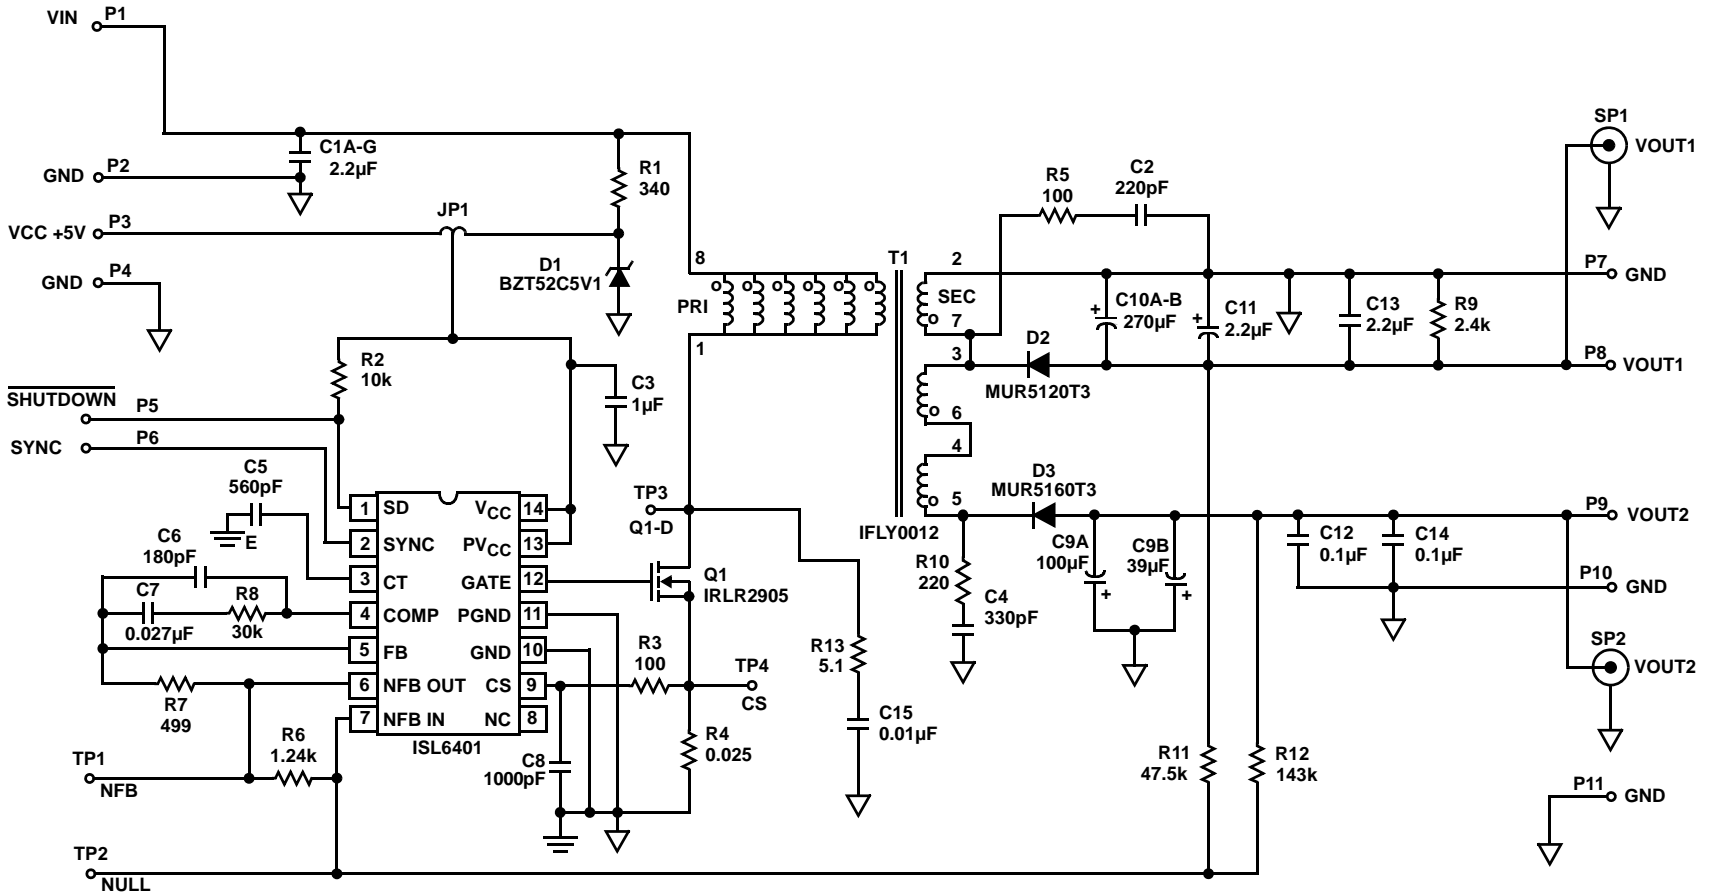 VIN P1
C1A-G
2.2µF
GND P2
VCC +5V P3
JP1
R1
340
GND P4
D1
BZT52C5V1
R2
10k
C3
1µF
SHUTDOWN
P5
SYNC
P6
C5
560pF
E
C6
180pF
C7
0.027µF
R8
30k
R7
499
R6
1.24k
TP1
NFB
TP2
NULL
1 SD
2 SYNC
3 CT
4 COMP
5 FB
6 NFB OUT
7 NFB IN
VCC 14
PVCC 13
GATE 12
PGND 11
GND 10
CS 9
NC 8
ISL6401
C8
1000pF
R3
100
TP4
CS
R4
0.025
TP3
Q1-D
Q1
IRLR2905
R13
5.1
C15
0.01µF
8
PRI
1
T1
IFLY0012
2
SEC
7
3
6
4
5
R5
100
C2
220pF
D2
MUR5120T3
D3
MUR5160T3
+
C10A-B
270µF
+
C11
2.2µF
C13
2.2µF
R9
2.4k
R10
220
C4
330pF
C9A
100µF
+
C9B
39µF
+
C12
0.1µF
C14
0.1µF
R11
47.5k
R12
143k
SP1
VOUT1
P7
GND
P8
VOUT1
P9
VOUT2
P10
GND
SP2
VOUT2
P11
GND